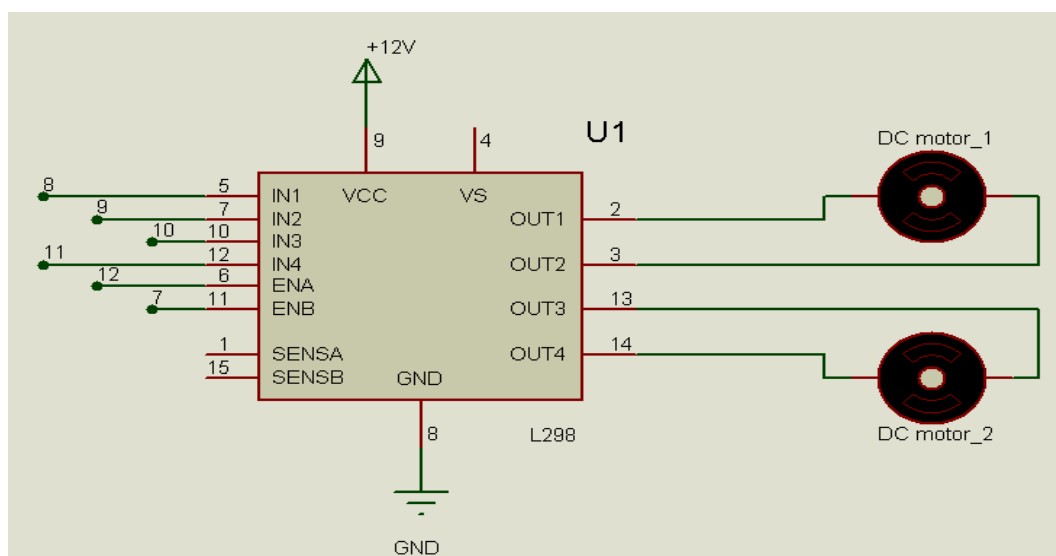 +12V
9
4
U1
DC motor_1
8
5
IN1
VCC
VS
9
7
IN2
OUT1
2
10
10
IN3
11
12
IN4
OUT2
3
12
6
ENA
7
11
ENB
OUT3
13
1
SENSA
OUT4
14
15
SENSB
GND
8
L298
DC motor_2
GND